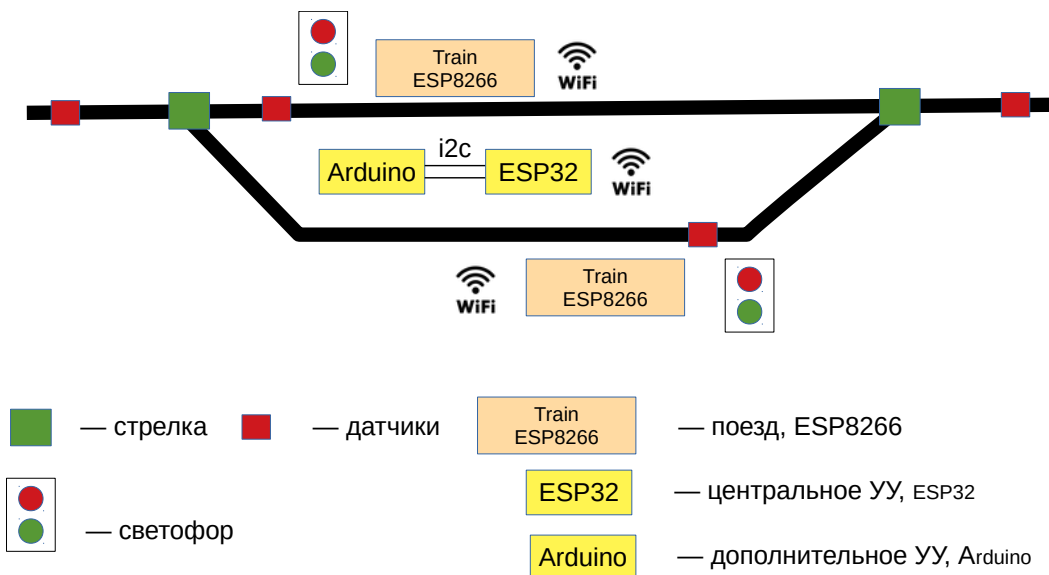 Train
ESP8266
WiFi
i2c
Arduino
ESP32
WiFi
WiFi
Train
ESP8266
— стрелка
— датчики
Train
ESP8266
— поезд, ESP8266
ESP32
— центральное УУ, ESP32
— светофор
Arduino
— дополнительное УУ, Arduino